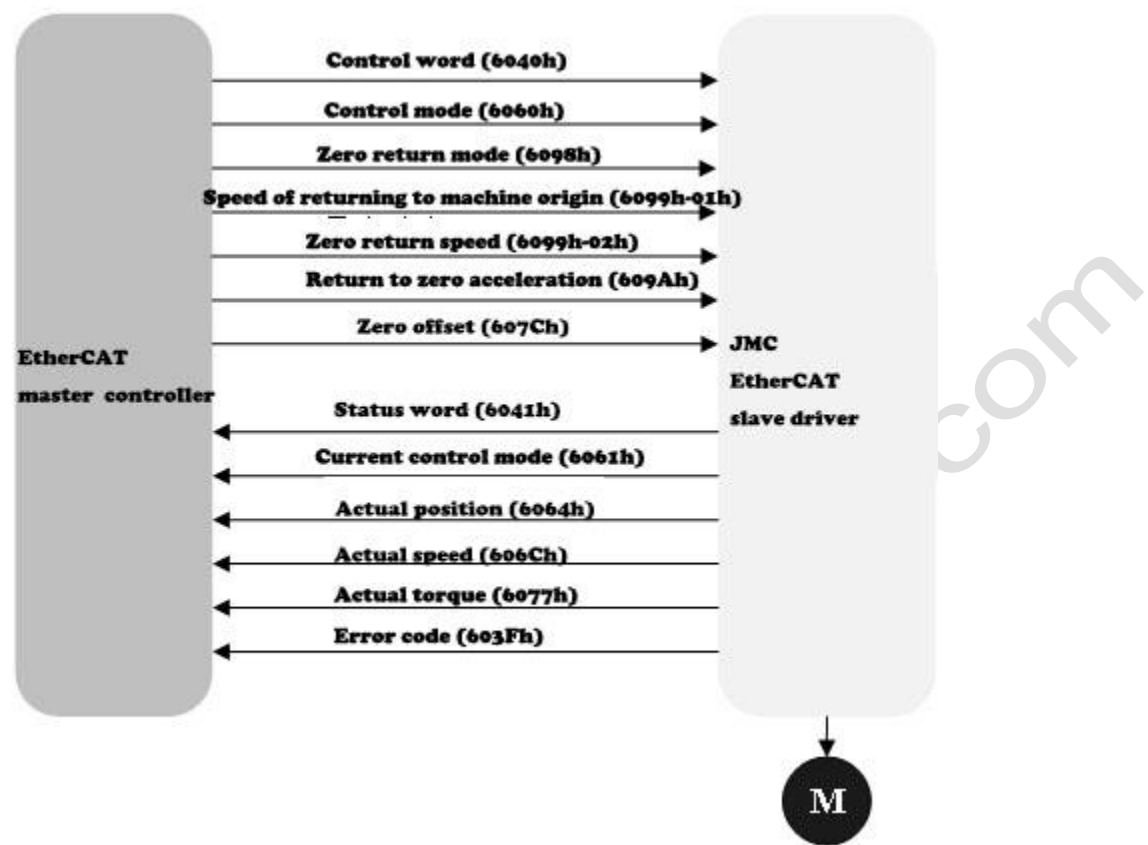 Control word (6040h)
Control mode (6060h)
Zero return mode (6098h)
Speed of returning to machine origin (6099h-01h)
Zero return speed (6099h-02h)
Return to zero acceleration (609Ah)
Zero offset (607Ch)
EtherCAT
master controller
JMC
EtherCAT
slave driver
Status word (6041h)
Current control mode (6061h)
Actual position (6064h)
Actual speed (606Ch)
Actual torque (6077h)
Error code (603Fh)
M
com